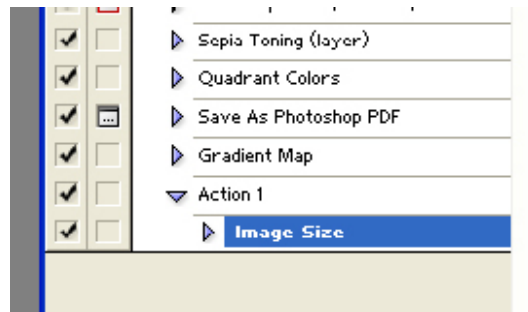 Sepia Toning (layer)
Quadrant Colors
Save As Photoshop PDF
Gradient Map
Action 1
Image Size